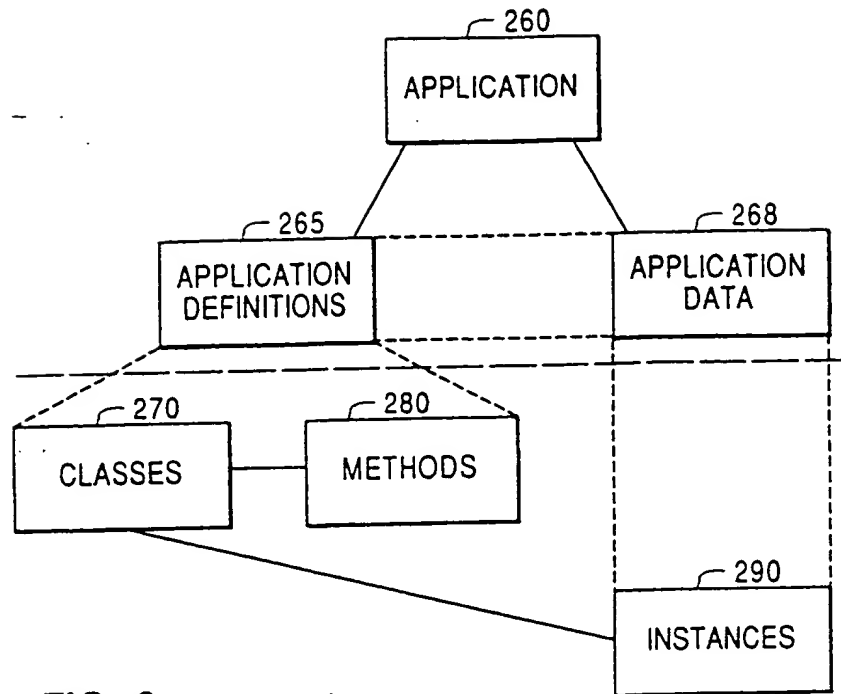 260
APPLICATION
265
268
APPLICATION
DEFINITIONS
APPLICATION
DATA
270
280
CLASSES
METHODS
290
INSTANCES